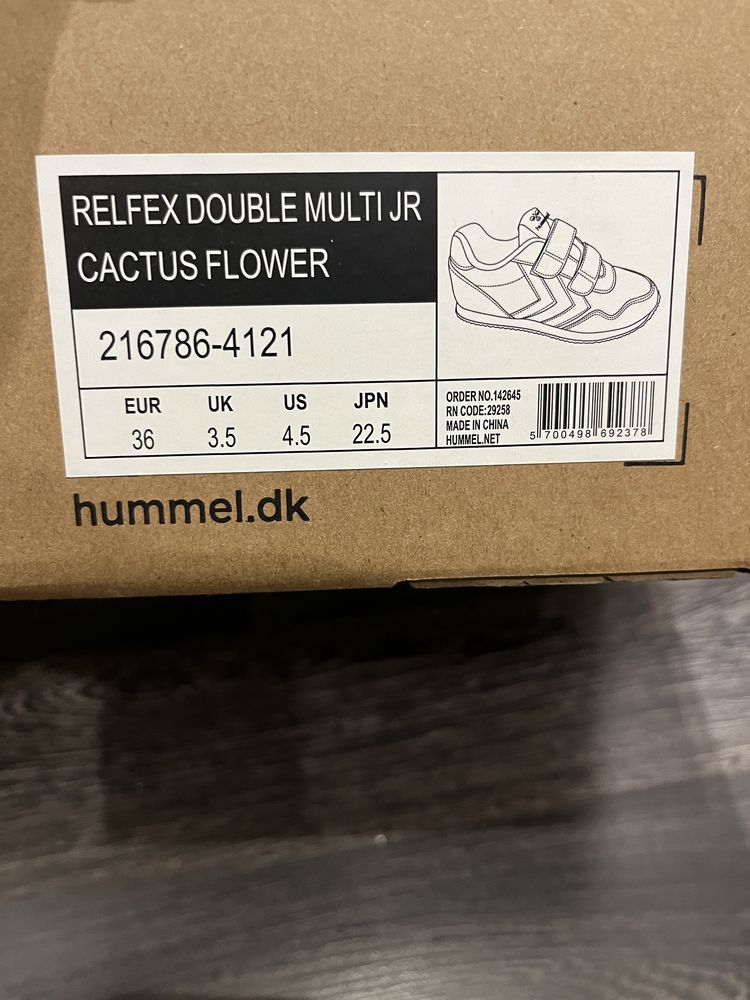 RELFEX DOUBLE MULTI JR
CACTUS FLOWER
216786-4121
EUR UK US JPN
36 3.5 4.5 22.5
hummel
ORDER NO.142645
RN CODE:29258
MADE IN CHINA
HUMMEL.NET
5 700498 692378
hummel.dk